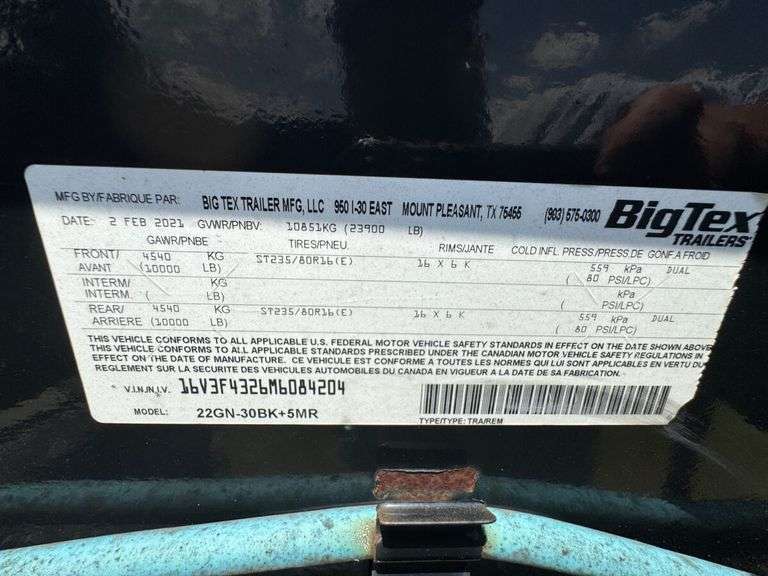 MFG BY/FABRIQUE PAR: BIG TEX TRAILER MFG, LLC 950 I-30 EAST MOUNT PLEASANT, TX 75455 (903) 575-0300 BigTex TRAILERS
DATE: 2 FEB 2021 GVWR/PNBV: 10851KG (23900 LB)
GAWR/PNBE TIRES/PNEU. RIMS/JANTE COLD INFL. PRESS/PRESS.DE GONF.A FROID
FRONT/ 4540 KG ST235/80R16(E) 16 X 6 K 559 kPa DUAL
AVANT (10000 LB) ( 80 PSI/LPC)
INTERM/ KG kPa
INTERM. ( LB) ( PSI/LPC)
REAR/ 4540 KG ST235/80R16(E) 16 X 6 K 559 kPa DUAL
ARRIERE (10000 LB) ( 80 PSI/LPC)
THIS VEHICLE CONFORMS TO ALL APPLICABLE U.S. FEDERAL MOTOR VEHICLE SAFETY STANDARDS IN EFFECT ON THE DATE SHOWN ABOVE/
THIS VEHICLE CONFORMS TO ALL APPLICABLE STANDARDS PRESCRIBED UNDER THE CANADIAN MOTOR VEHICLE SAFETY REGULATIONS IN
EFFECT ON THE DATE OF MANUFACTURE. / CE VEHICULE EST CONFORME A TOUTES LES NORMES QUI LUI SONT APPLICABLES EN VERTU DU
REGLEMENT SUR LA SECURITE DES VEHICULES AUTOMOBILES DU CANADA EN VIGUEUR A LA DATE DE SA FABRICATION.
V.I.N./N.I.V. 16V3F4326M6084204
MODEL: 22GN-30BK+5MR TYPE/TYPE: TRA/REM